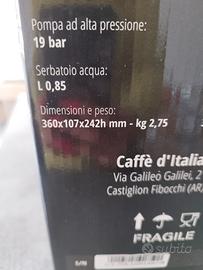 Pompa ad alta pressione:
19 bar
Serbatoio acqua:
L 0,85
Dimensioni e peso:
360x107x242h mm - kg 2,75
Caffè d'Italia
Via Galileo Galilei, 2
Castiglion Fibocchi (AR)
FRAGILE
S/N
subito